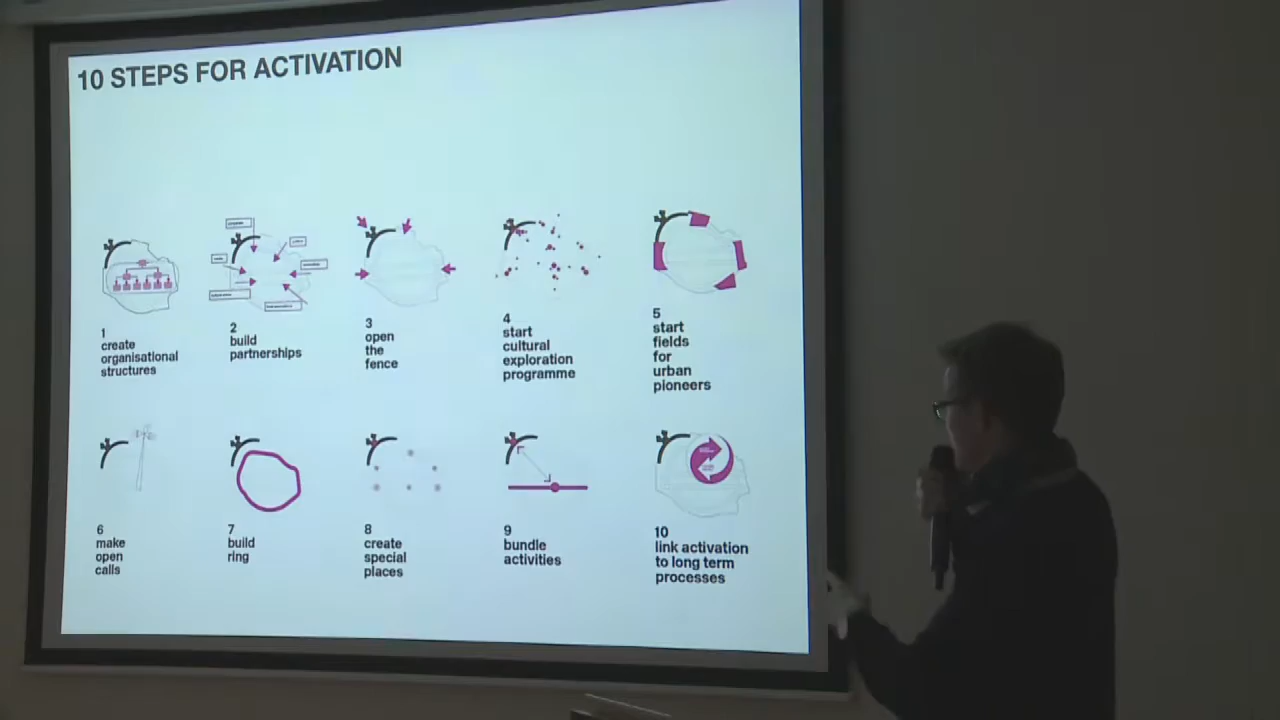 10 STEPS FOR ACTIVATION
1
create
organisational
structures
2
build
partnerships
3
open
the
fence
4
start
cultural
exploration
programme
5
start
fields
for
urban
pioneers
6
make
open
calls
7
build
ring
8
create
special
places
9
bundle
activities
10
link activation
to long term
processes